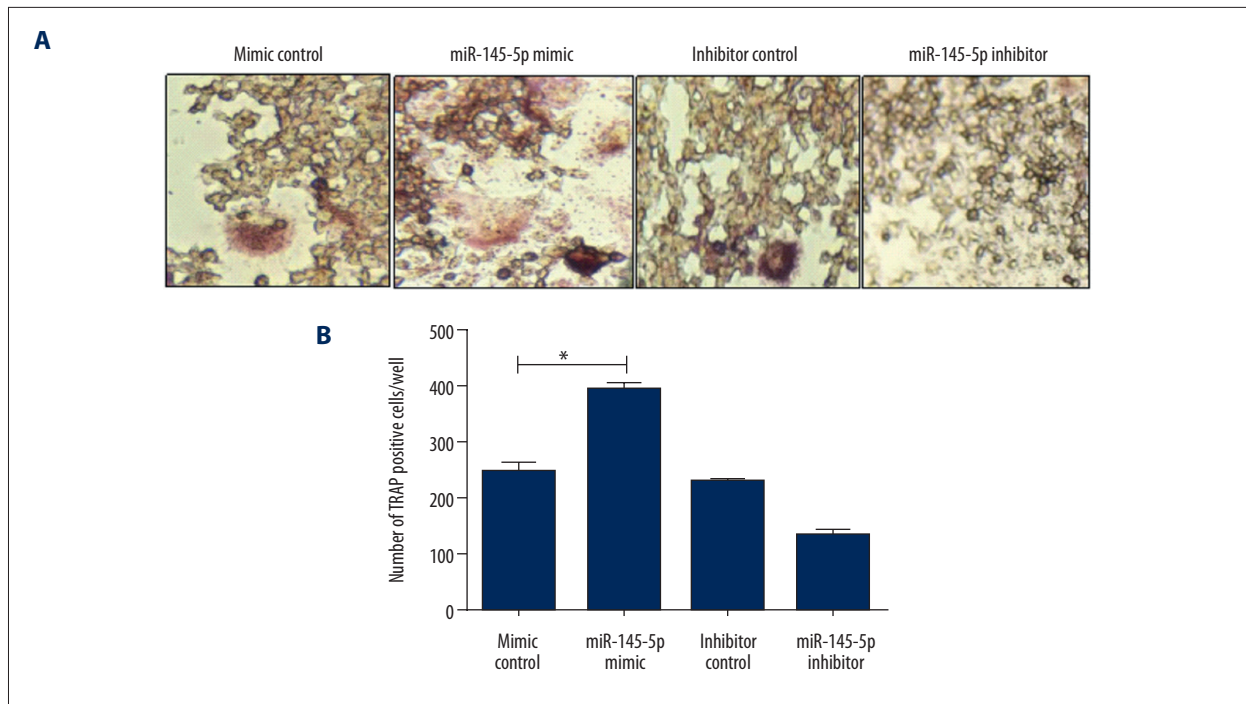 A
Mimic control
miR-145-5p mimic
Inhibitor control
miR-145-5p inhibitor
B
Number of TRAP positive cells/well
500
400
300
200
100
0
*
Mimic
control
miR-145-5p
mimic
Inhibitor
control
miR-145-5p
inhibitor